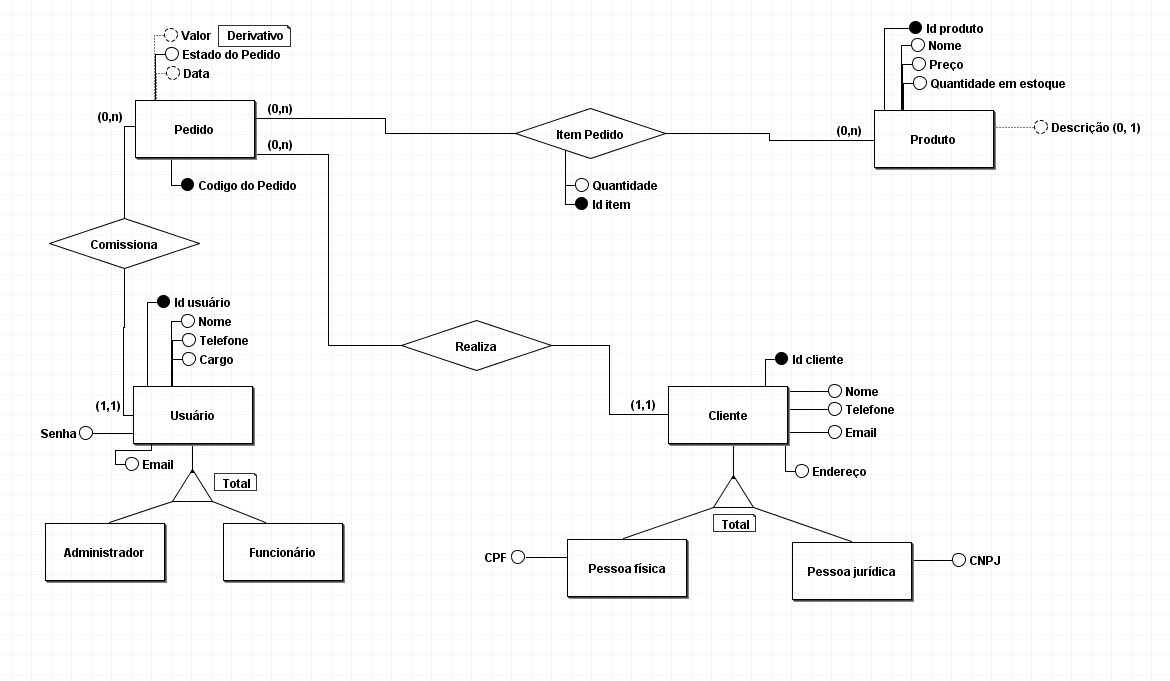 Valor
Derivativo
Estado do Pedido
Data
Id produto
Nome
Preço
Quantidade em estoque
(0,n)
Pedido
(0,n)
(0,n)
Item Pedido
(0,n)
Produto
Descrição (0, 1)
Codigo do Pedido
Quantidade
Id item
Comissiona
Id usuário
Nome
Telefone
Cargo
Realiza
Id cliente
(1,1)
Usuário
(1,1)
Cliente
Nome
Telefone
Email
Senha
Email
Endereço
Total
Total
Administrador
Funcionário
CPF
Pessoa física
Pessoa jurídica
CNPJ